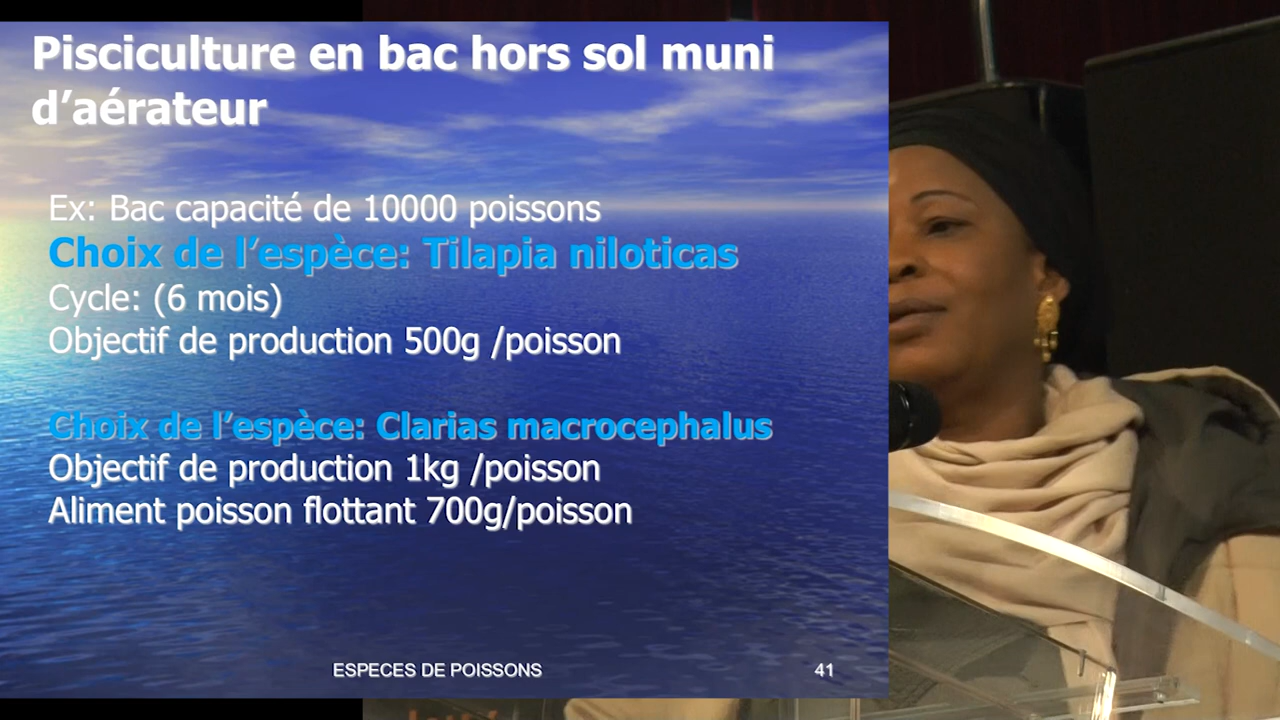 Pisciculture en bac hors sol muni
d’aérateur
Ex: Bac capacité de 10000 poissons
Choix de l’espèce: Tilapia niloticas
Cycle: (6 mois)
Objectif de production 500g /poisson
Choix de l’espèce: Clarias macrocephalus
Objectif de production 1kg /poisson
Aliment poisson flottant 700g/poisson
ESPECES DE POISSONS
41